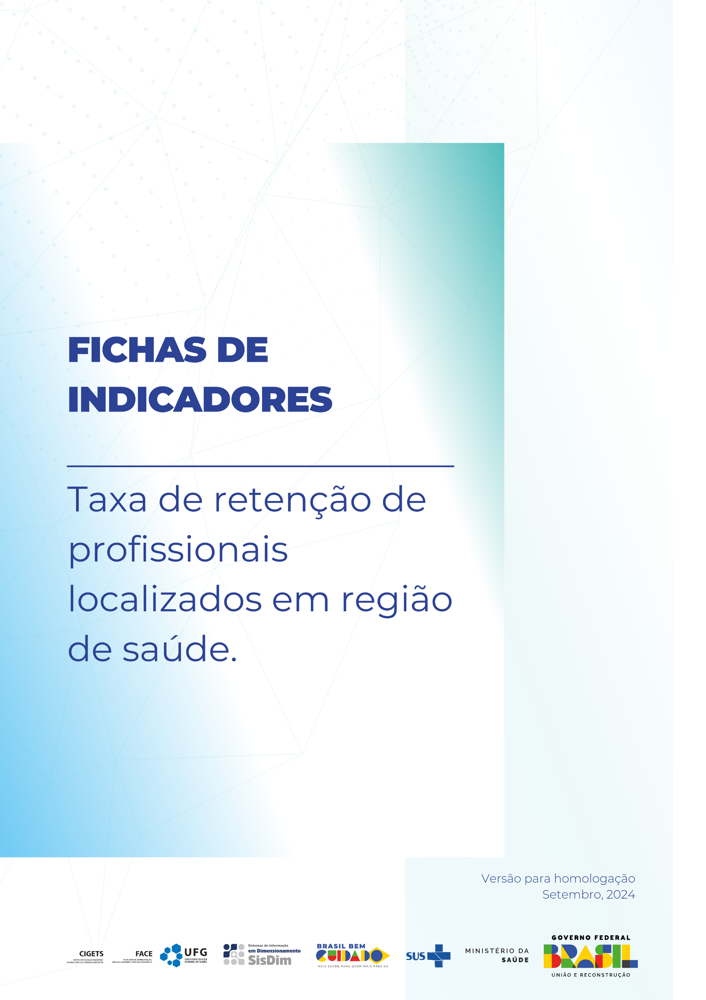 FICHAS DE
INDICADORES
Taxa de retenção de
profissionais
localizados em região
de saúde.
Versão para homologação
Setembro, 2024
CIGETS
CENTRO DE INOVAÇÃO EM GESTÃO
DA EDUCAÇÃO E DO TRABALHO EM SAÚDE
FACE
FACULDADE DE ADMINISTRAÇÃO,
CIÊNCIAS CONTÁBEIS E CIÊNCIAS ECONÔMICAS
UFG
UNIVERSIDADE
FEDERAL DE GOIÁS
Sistemas de Informação
em Dimensionamento
SisDim
BRASIL BEM
CUIDADO
MAIS SAÚDE PARA QUEM MAIS PRECISA
SUS
MINISTÉRIO DA
SAÚDE
GOVERNO FEDERAL
BRASIL
UNIÃO E RECONSTRUÇÃO